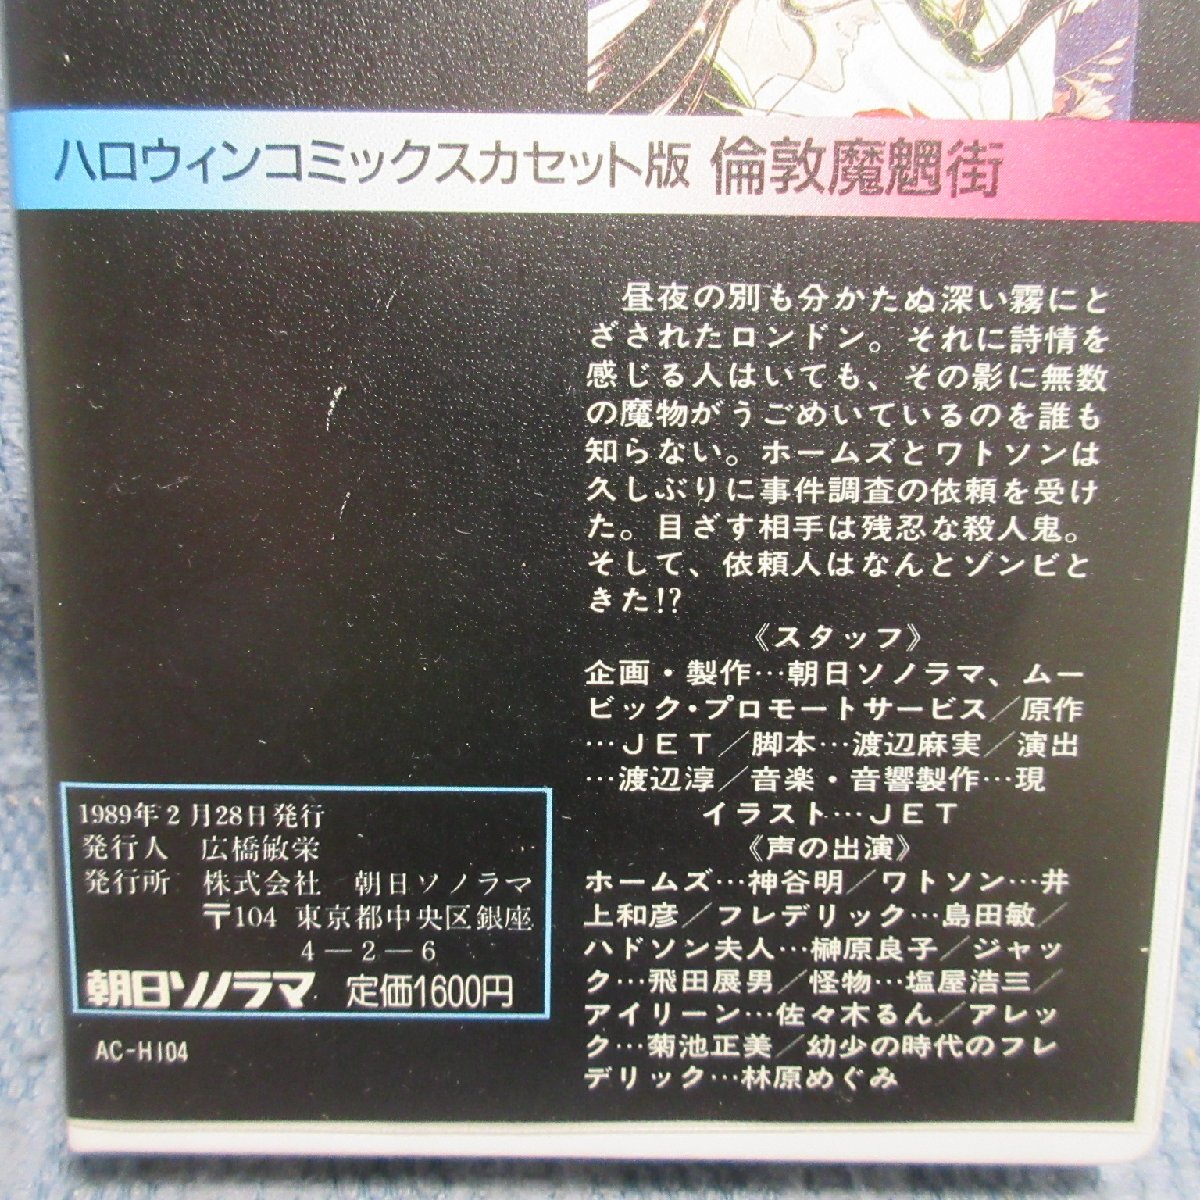 ハロウィンコミックスカセット版 倫敦魔魍街
昼夜の別も分かたぬ深い霧にと
ざされたロンドン。それに詩情を
感じる人はいても、その影に無数
の魔物がうごめいているのを誰も
知らない。ホームズとワトソンは
久しぶりに事件調査の依頼を受け
た。目ざす相手は残忍な殺人鬼。
そして、依頼人はなんとゾンビと
きた!?
《スタッフ》
企画・製作…朝日ソノラマ、ムー
ビック・プロモートサービス／原作
…JET／脚本…渡辺麻実／演出
…渡辺淳／音楽・音響製作…現
イラスト…JET
《声の出演》
ホームズ…神谷明／ワトソン…井
上和彦／フレデリック…島田敏／
ハドソン夫人…榊原良子／ジャッ
ク…飛田展男／怪物…塩屋浩三／
アイリーン…佐々木るん／アレッ
ク…菊池正美／幼少の時代のフレ
デリック…林原めぐみ
1989年2月28日発行
発行人 広橋敏栄
発行所 株式会社 朝日ソノラマ
〒104 東京都中央区銀座
4－2－6
朝日ソノラマ 定価1600円
AC-H104